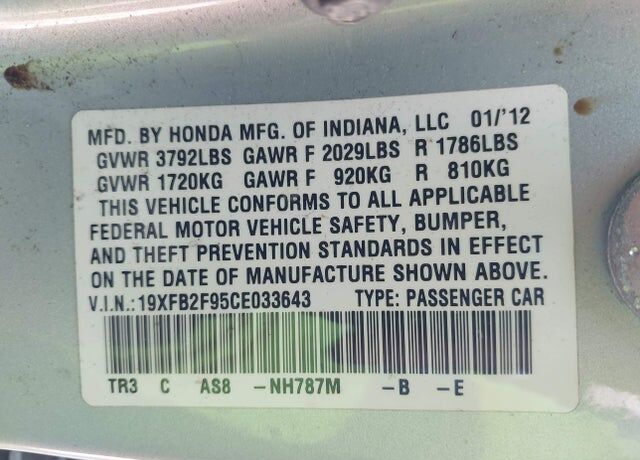 MFD. BY HONDA MFG. OF INDIANA, LLC 01/'12
GVWR 3792LBS GAWR F 2029LBS R 1786LBS
GVWR 1720KG GAWR F 920KG R 810KG
THIS VEHICLE CONFORMS TO ALL APPLICABLE
FEDERAL MOTOR VEHICLE SAFETY, BUMPER,
AND THEFT PREVENTION STANDARDS IN EFFECT
ON THE DATE OF MANUFACTURE SHOWN ABOVE.
V.I.N.: 19XFB2F95CE033643 TYPE: PASSENGER CAR
TR3 C AS8 -NH787M -B -E